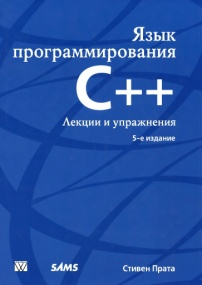 Язык
программирования
C++
Лекции и упражнения
5-е издание
W
SAMS
Стивен Прата